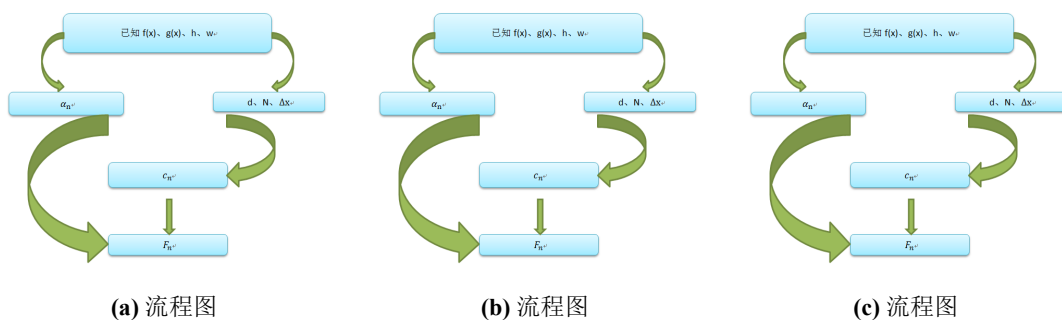 已知 f(x)、g(x)、h、w↵
αₙ↵
d、N、Δx↵
cₙ↵
Fₙ↵
(a) 流程图
已知 f(x)、g(x)、h、w↵
αₙ↵
d、N、Δx↵
cₙ↵
Fₙ↵
(b) 流程图
已知 f(x)、g(x)、h、w↵
αₙ↵
d、N、Δx↵
cₙ↵
Fₙ↵
(c) 流程图